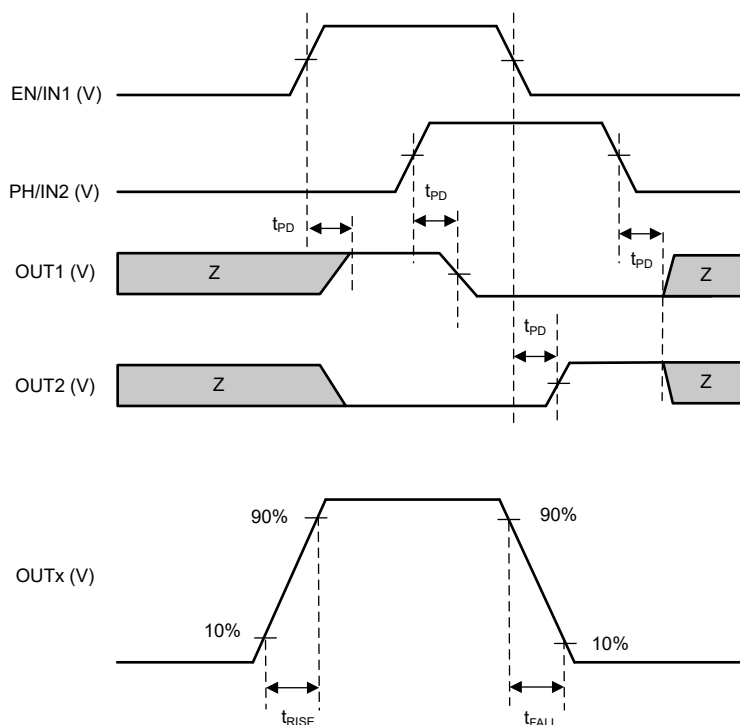 EN/IN1 (V)
PH/IN2 (V)
tPD
tPD
OUT1 (V)
Z
tPD
Z
tPD
OUT2 (V)
Z
Z
90%
90%
OUTx (V)
10%
10%
tRISE
tFALL